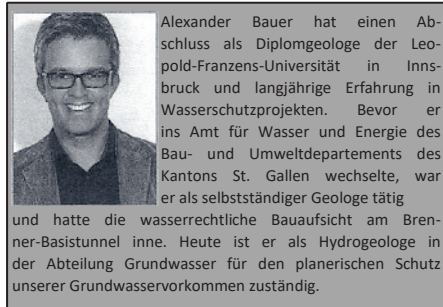 Alexander Bauer hat einen Ab-
schluss als Diplomgeologe der Leo-
pold-Franzens-Universität in Inns-
bruck und langjährige Erfahrung in
Wasserschutzprojekten. Bevor er
ins Amt für Wasser und Energie des
Bau- und Umweltdepartements des
Kantons St. Gallen wechselte, war
er als selbstständiger Geologe tätig
und hatte die wasserrechtliche Bauaufsicht am Bren-
ner-Basistunnel inne. Heute ist er als Hydrogeologe in
der Abteilung Grundwasser für den planerischen Schutz
unserer Grundwasservorkommen zuständig.